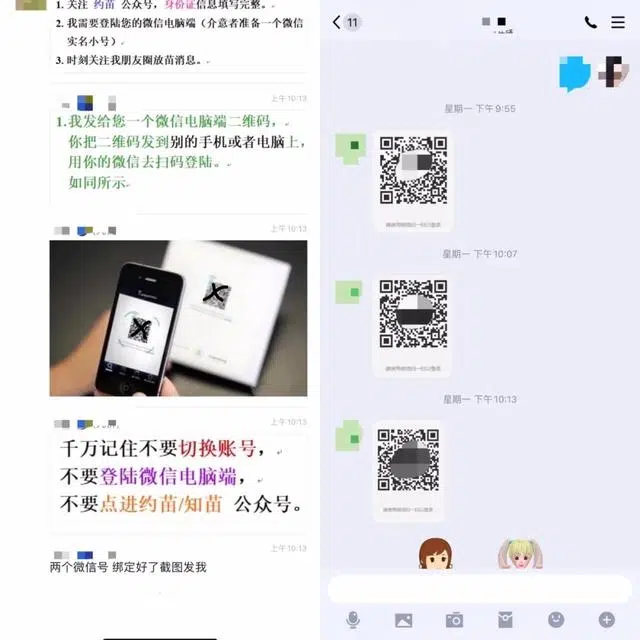 1. 关注 约苗 公众号，身份证信息填写完整。
2. 我需要登陆您的微信电脑端（介意者准备一个微信
实名小号）
3. 时刻关注我朋友圈放苗消息。
上午10:13
1.我发给您一个微信电脑端二维码，
你把二维码发到别的手机或者电脑上，
用你的微信去扫码登陆。
如同所示
上午10:13
上午10:13
千万记住不要切换账号，
不要登陆微信电脑端，
不要点进约苗/知苗 公众号。
上午10:13
两个微信号 绑定好了截图发我
11
星期一 下午9:55
星期一 下午10:07
星期一 下午10:13